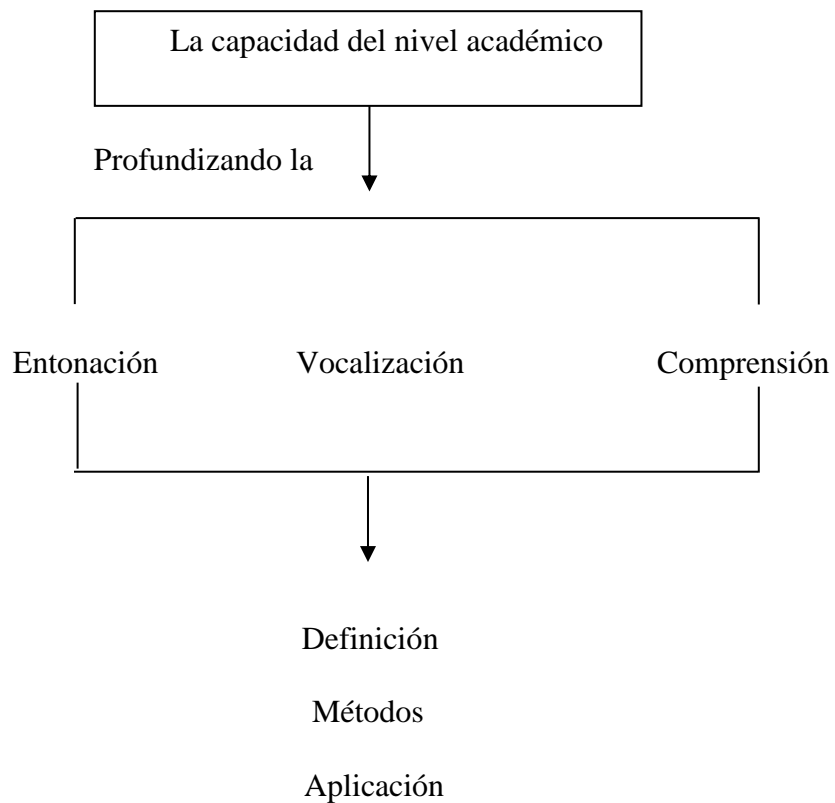 La capacidad del nivel académico
Profundizando la
Entonación Vocalización Comprensión
Definición
Métodos
Aplicación